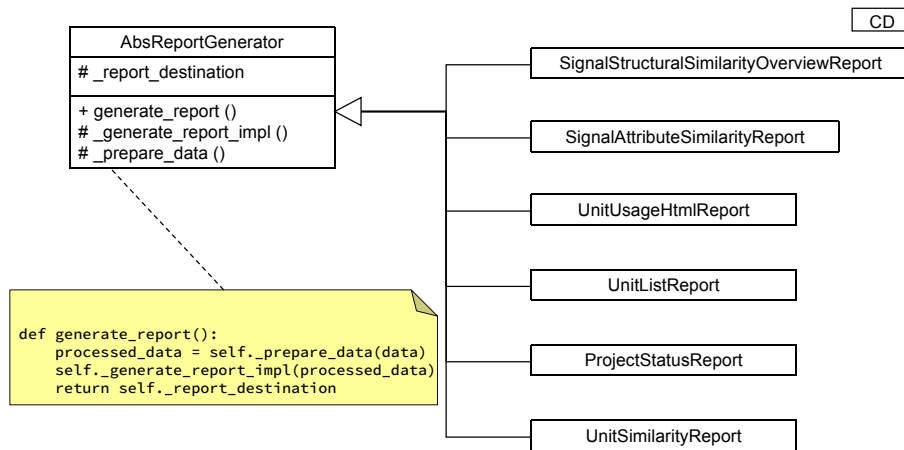 CD
AbsReportGenerator
# _report_destination
+ generate_report ()
# _generate_report_impl ()
# _prepare_data ()
SignalStructuralSimilarityOverviewReport
SignalAttributeSimilarityReport
UnitUsageHtmlReport
UnitListReport
ProjectStatusReport
UnitSimilarityReport
def generate_report():
    processed_data = self._prepare_data(data)
    self._generate_report_impl(processed_data)
    return self._report_destination